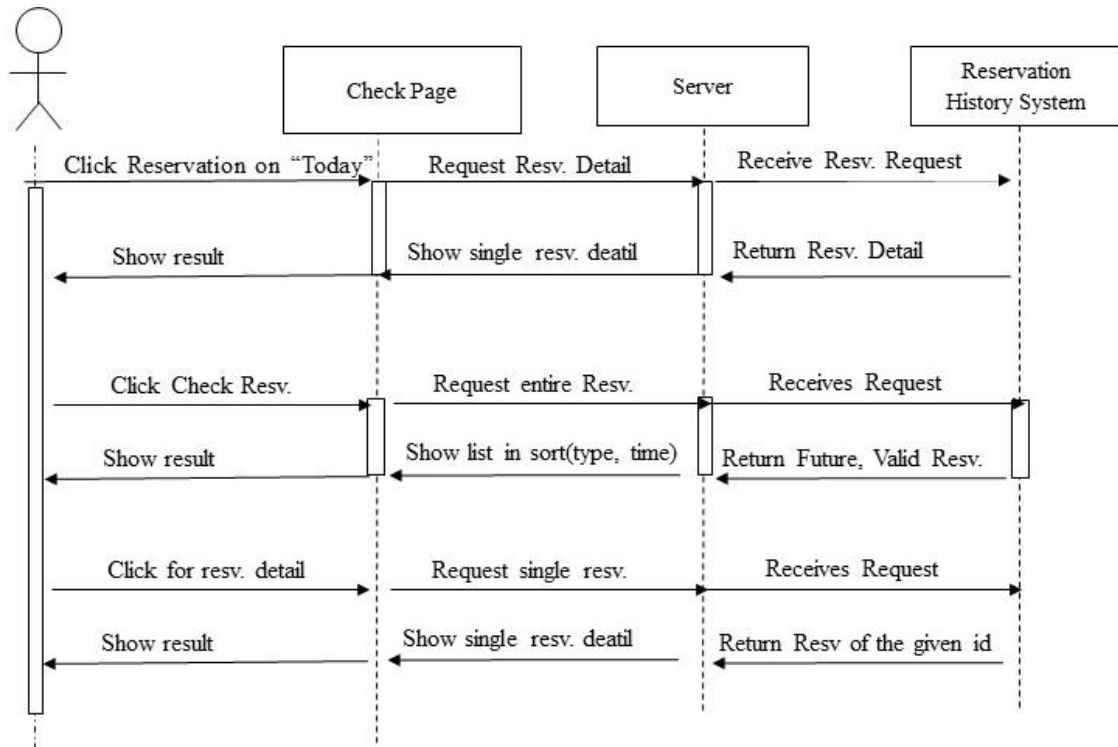 Check Page
Server
Reservation
History System
Click Reservation on “Today”
Request Resv. Detail
Receive Resv. Request
Show result
Show single resv. deatil
Return Resv. Detail
Click Check Resv.
Request entire Resv.
Receives Request
Show result
Show list in sort(type, time)
Return Future, Valid Resv.
Click for resv. detail
Request single resv.
Receives Request
Show result
Show single resv. deatil
Return Resv of the given id